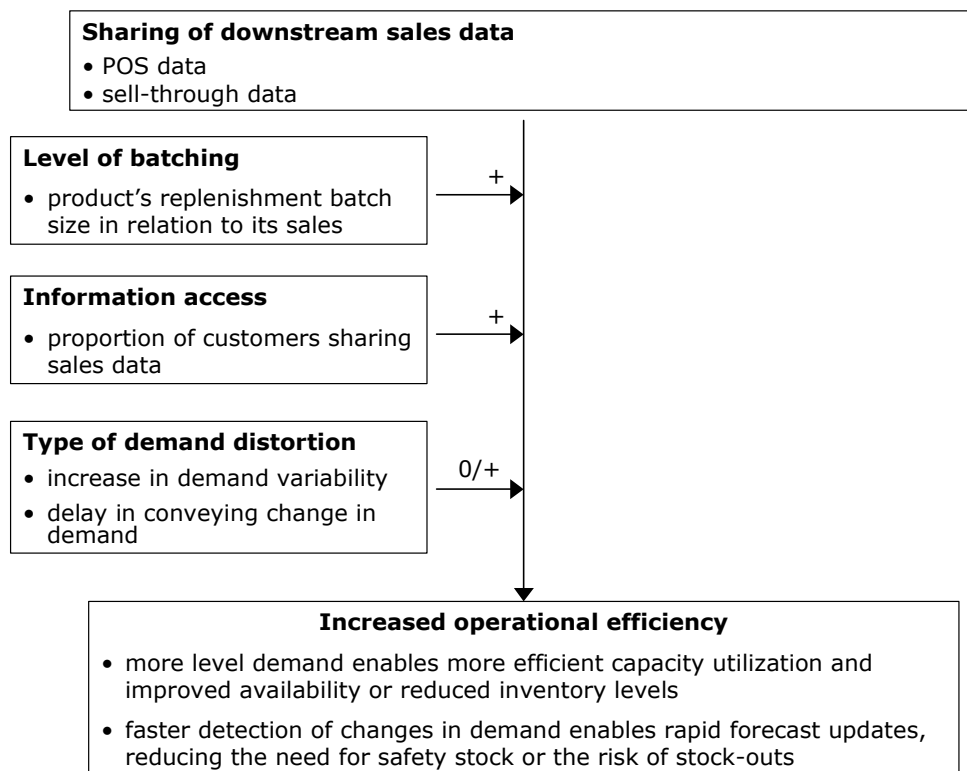 Sharing of downstream sales data
• POS data
• sell-through data
Level of batching
+
• product’s replenishment batch
size in relation to its sales
Information access
+
• proportion of customers sharing
sales data
Type of demand distortion
• increase in demand variability
0/+
• delay in conveying change in
demand
Increased operational efficiency
• more level demand enables more efficient capacity utilization and
improved availability or reduced inventory levels
• faster detection of changes in demand enables rapid forecast updates,
reducing the need for safety stock or the risk of stock-outs